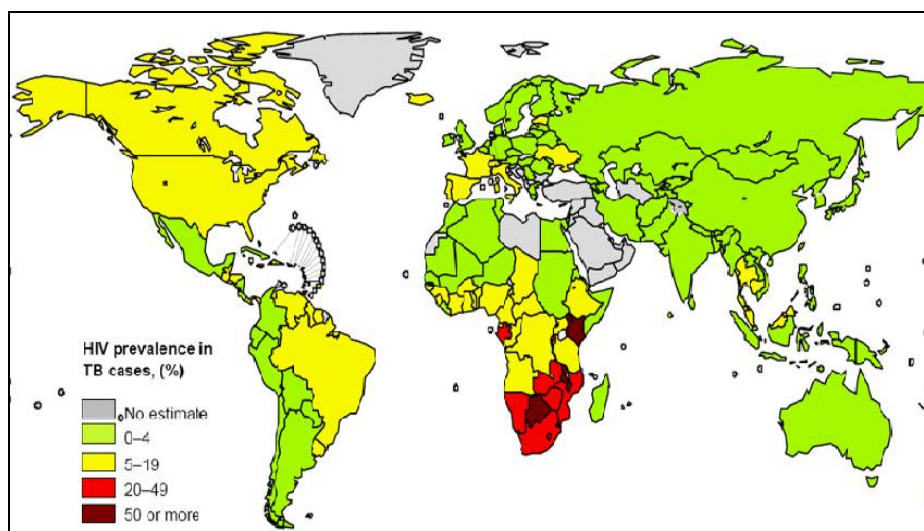 HIV prevalence in
TB cases, (%)
No estimate
0–4
5–19
20–49
50 or more